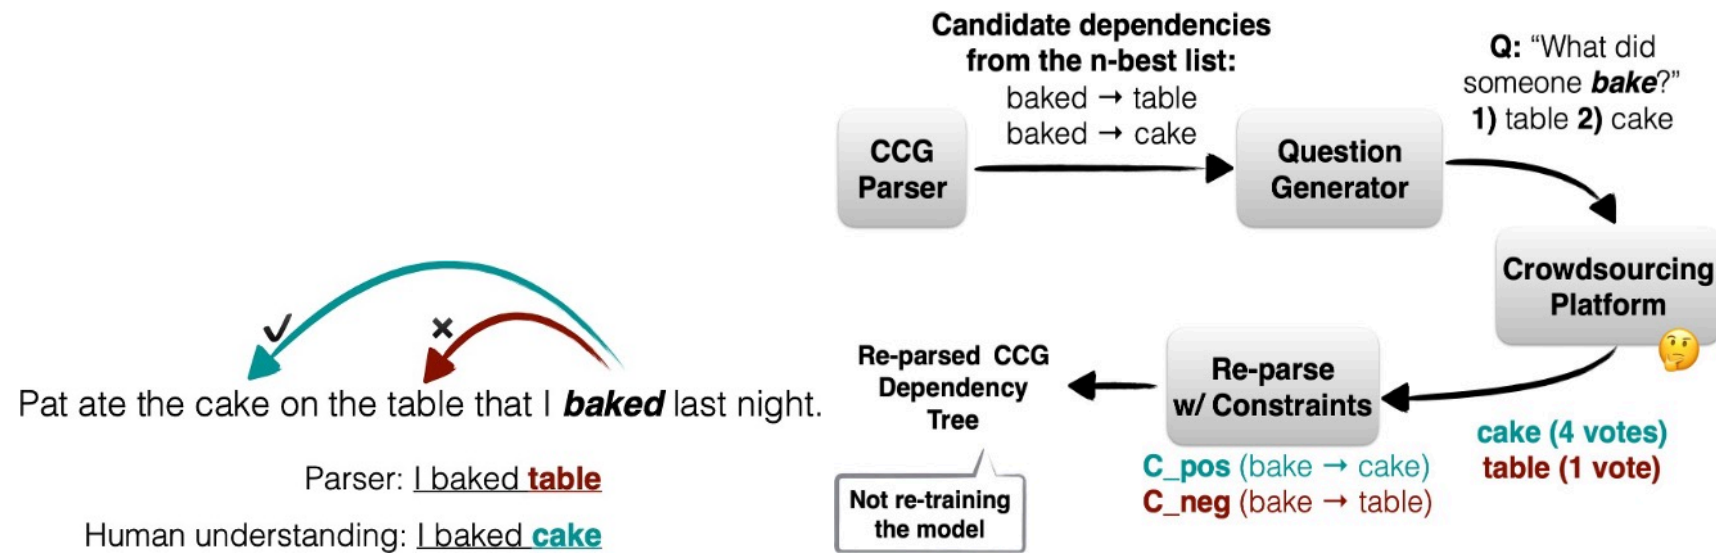 Pat ate the cake on the table that I baked last night.
Parser: I baked table
Human understanding: I baked cake
Candidate dependencies
from the n-best list:
baked → table
baked → cake
CCG
Parser
Question
Generator
Q: “What did
someone bake?”
1) table 2) cake
Crowdsourcing
Platform
cake (4 votes)
table (1 vote)
Re-parse
w/ Constraints
C_pos (bake → cake)
C_neg (bake → table)
Re-parsed CCG
Dependency
Tree
Not re-training
the model